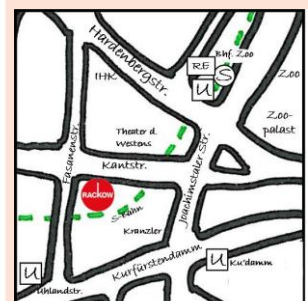 Hardenbergstr.
Bhf. Zoo
RE
S
U
IHK
Zoo
Zoo-
palast
Theater d.
Westens
Fasanenstr.
Kantstr.
Joachimstaler Str.
RACKOW
S-Bahn
Kranzler
Kurfürstendamm
U
Uhlandstr.
U
Ku'damm